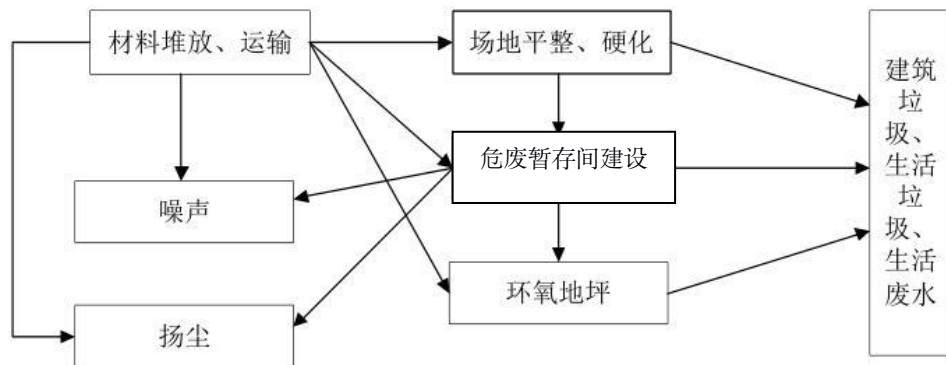 材料堆放、运输
场地平整、硬化
建筑
垃
圾、
生活
垃
圾、
生活
废水
危废暂存间建设
噪声
环氧地坪
扬尘